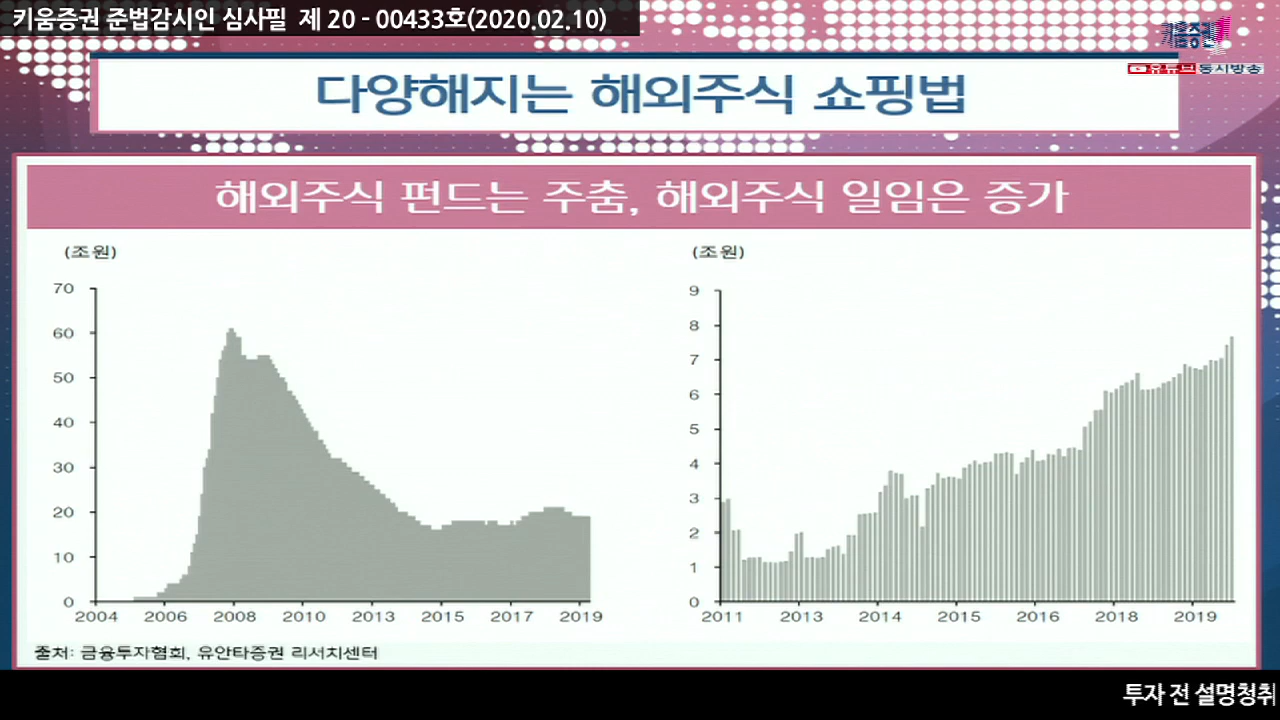 키움증권 준법감시인 심사필 제 20 - 00433호(2020.02.10)
키움증권
유튜브 동시방송
다양해지는 해외주식 쇼핑법
해외주식 펀드는 주춤, 해외주식 일임은 증가
(조원)
70
60
50
40
30
20
10
0
2004 2006 2008 2010 2013 2015 2017 2019
(조원)
9
8
7
6
5
4
3
2
1
0
2011 2013 2014 2015 2016 2018 2019
출처: 금융투자협회, 유안타증권 리서치센터
투자 전 설명청취